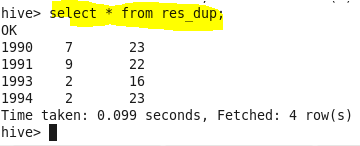 hive> select * from res_dup;
OK
1990    7       23
1991    9       22
1993    2       16
1994    2       23
Time taken: 0.099 seconds, Fetched: 4 row(s)
hive>